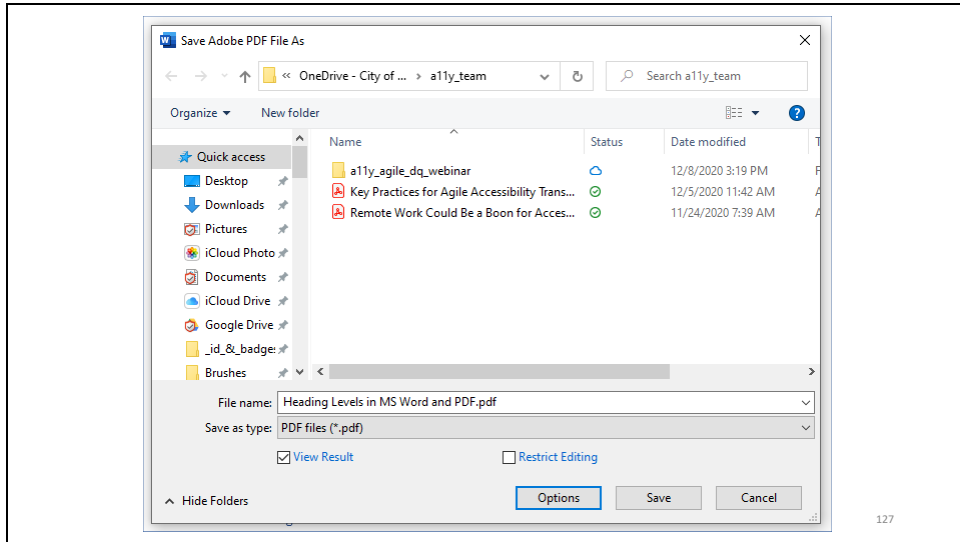 Save Adobe PDF File As
« OneDrive - City of ... › a11y_team
Search a11y_team
Organize
New folder
Name Status Date modified T
Quick access
Desktop
Downloads
Pictures
iCloud Photo
Documents
iCloud Drive
Google Drive
_id_&_badge
Brushes
a11y_agile_dq_webinar 12/8/2020 3:19 PM F
Key Practices for Agile Accessibility Trans... 12/5/2020 11:42 AM A
Remote Work Could Be a Boon for Acces... 11/24/2020 7:39 AM A
File name: Heading Levels in MS Word and PDF.pdf
Save as type: PDF files (*.pdf)
View Result Restrict Editing
Hide Folders Options Save Cancel
127